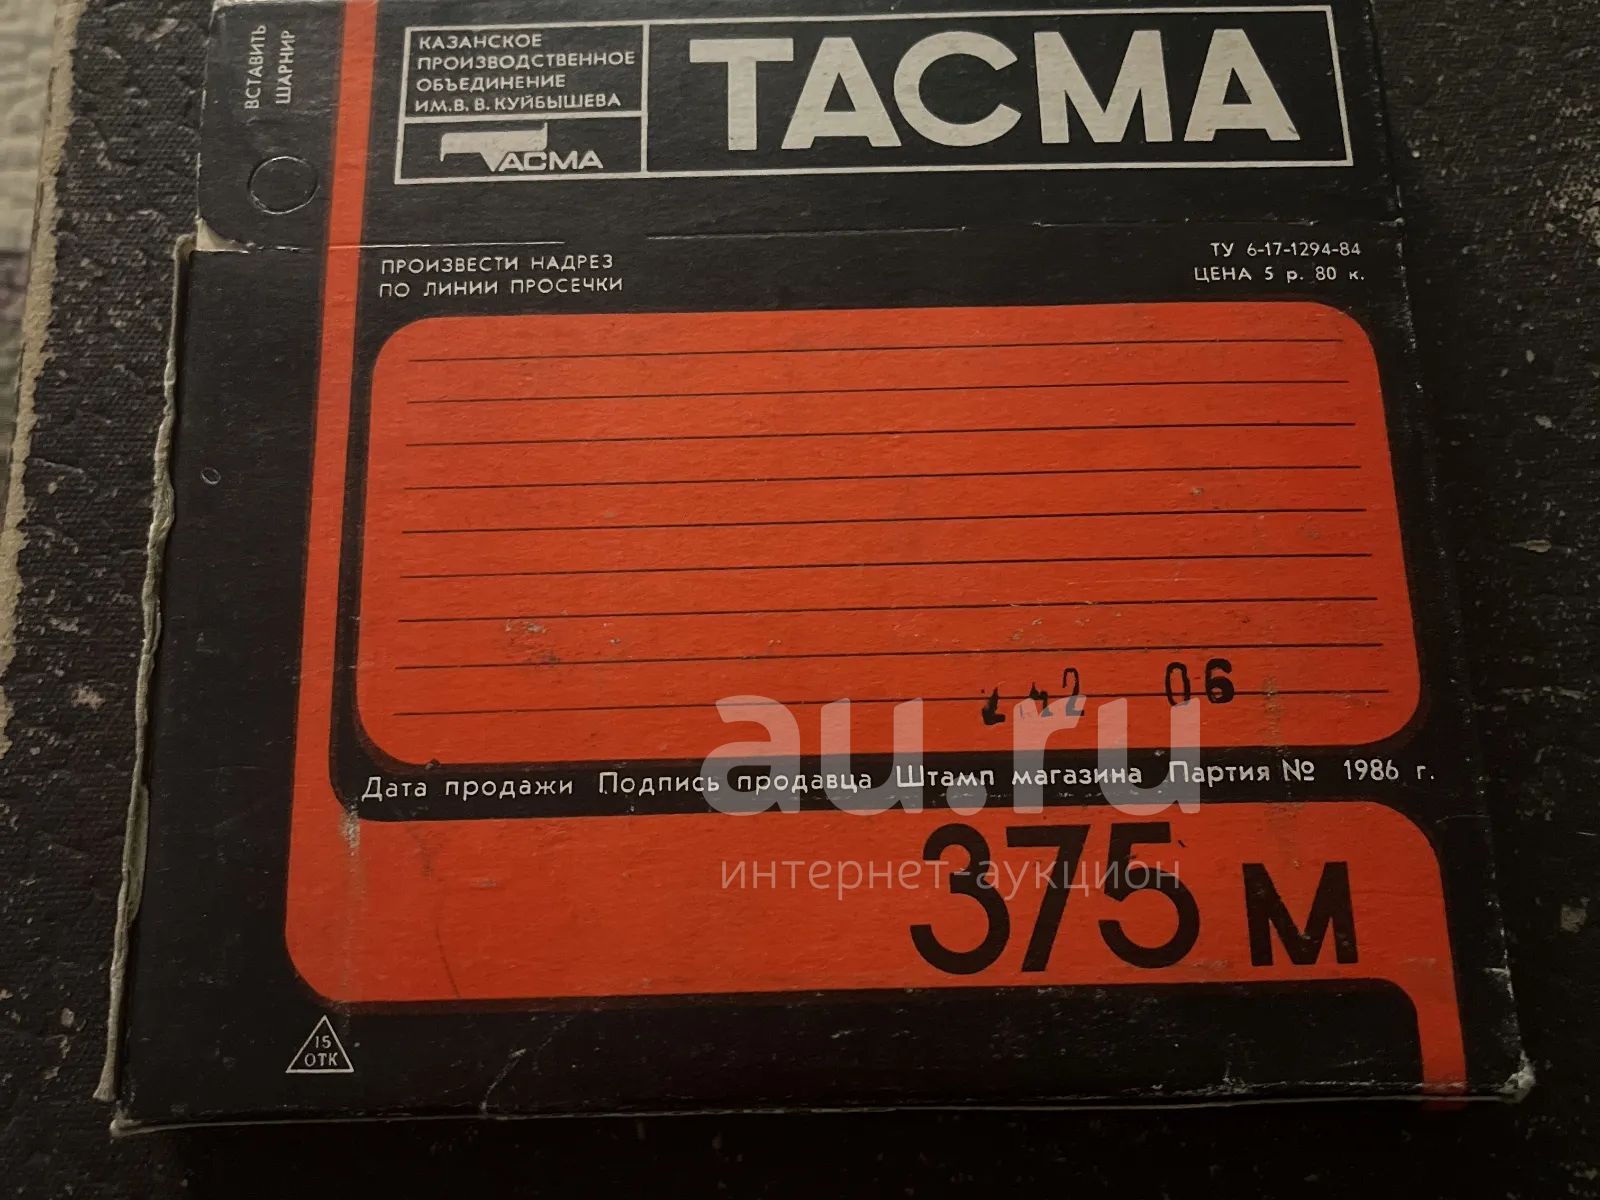 ВСТАВИТЬ
ШАРНИР
КАЗАНСКОЕ
ПРОИЗВОДСТВЕННОЕ
ОБЪЕДИНЕНИЕ
ИМ. В. В. КУЙБЫШЕВА
ТАСМА
ТАСМА
ПРОИЗВЕСТИ НАДРЕЗ
ПО ЛИНИИ ПРОСЕЧКИ
ТУ 6-17-1294-84
ЦЕНА 5 р. 80 к.
06
au.ru
Дата продажи Подпись продавца Штамп магазина Партия № 1986 г.
интернет-аукцион
375 м
15
ОТК